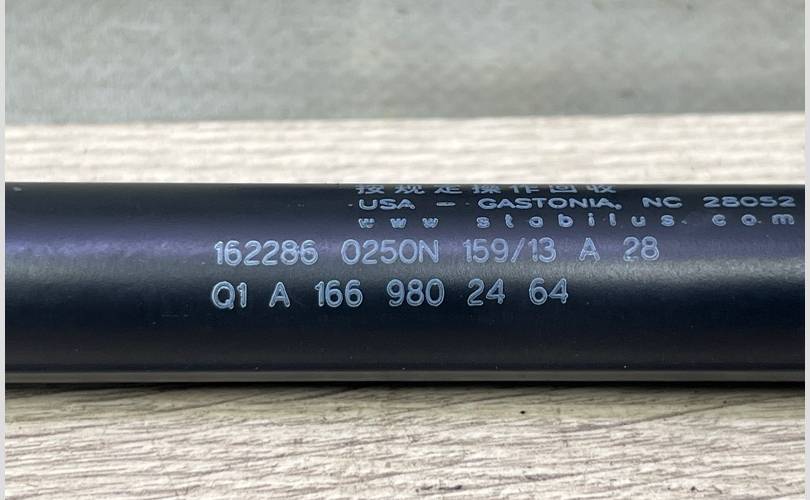 按规定操作回收
USA - GASTONIA, NC 28052
www.stabilus.com
162286 0250N 159/13 A 28
Q1 A 166 980 24 64